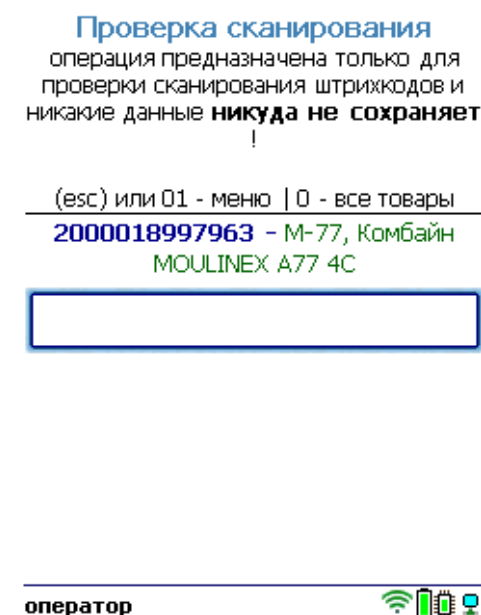 Проверка сканирования
операция предназначена только для
проверки сканирования штрихкодов и
никакие данные никуда не сохраняет
!
(esc) или 01 - меню | 0 - все товары
2000018997963 - М-77, Комбайн
MOULINEX A77 4C
оператор